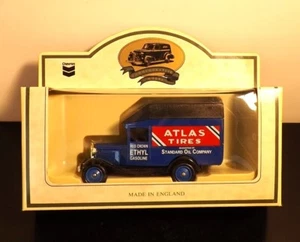 ATLAS
TIRES
STANDARD OIL COMPANY
RED CROWN
ETHYL
GASOLINE
MADE IN ENGLAND